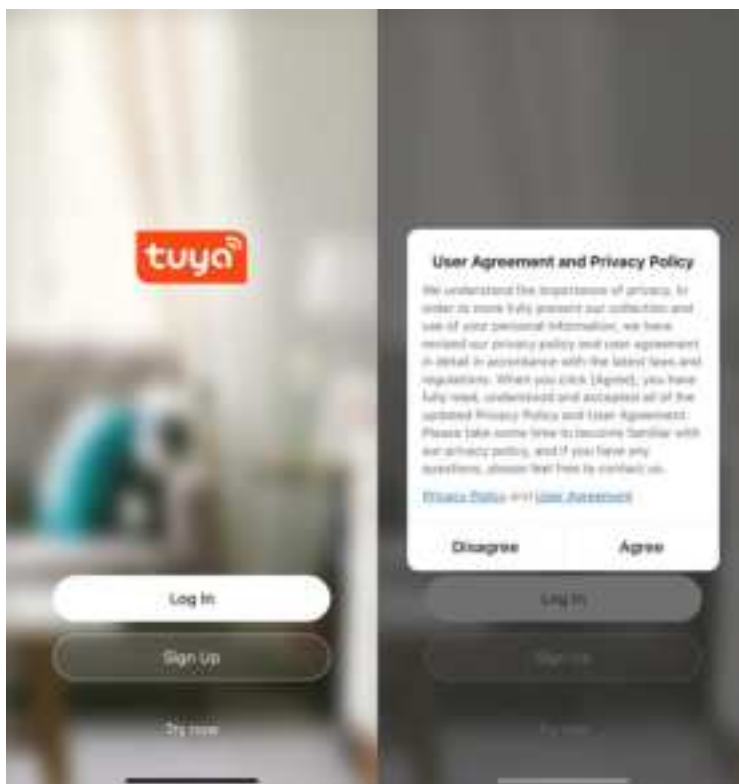 tuya
Log In
Sign Up
Try now
User Agreement and Privacy Policy
We understand the importance of privacy. In
order to more fully present our collection and
use of your personal information, we have
revised our privacy policy and user agreement
in detail in accordance with the latest laws and
regulations. When you click [Agree], you have
fully read, understood and accepted all of the
updated Privacy Policy and User Agreement.
Please take some time to become familiar with
our privacy policy, and if you have any
questions, please feel free to contact us.
Privacy Policy and User Agreement
Disagree
Agree
Log In
Sign Up
Try now